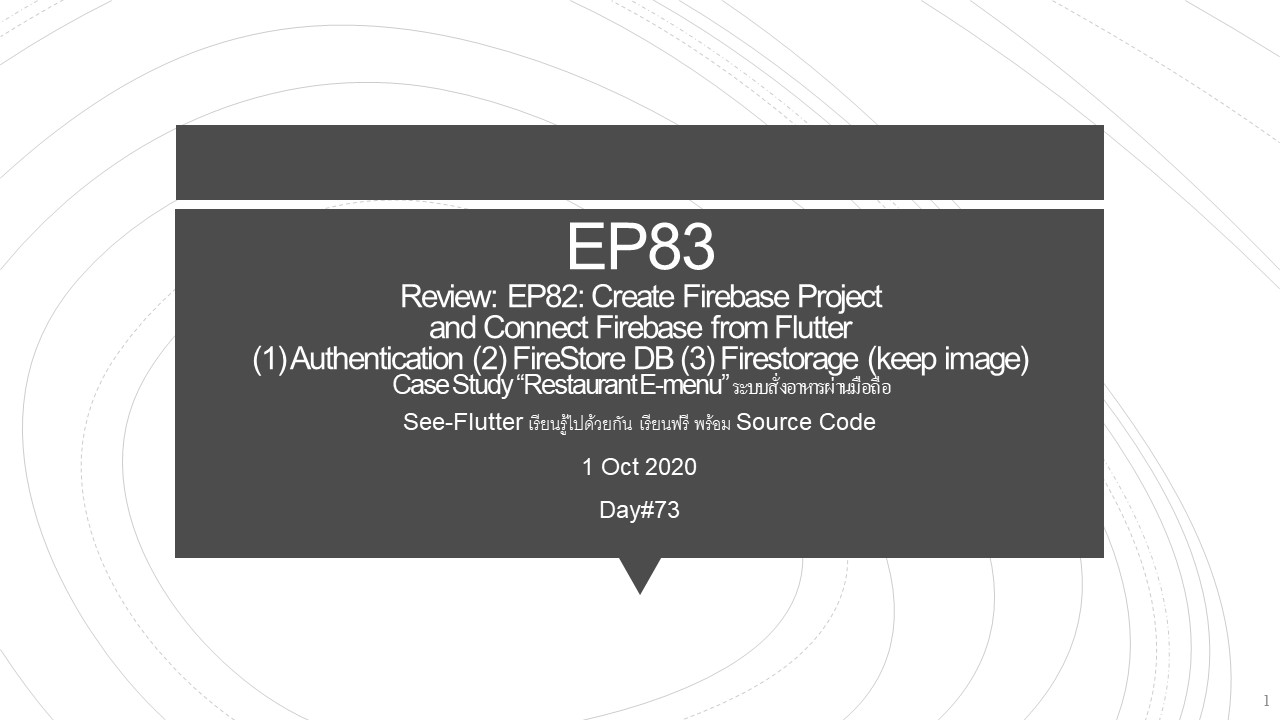 EP83
Review: EP82: Create Firebase Project
and Connect Firebase from Flutter
(1) Authentication (2) FireStore DB (3) Firestorage (keep image)
Case Study “Restaurant E-menu” ระบบสั่งอาหารผ่านมือถือ
See-Flutter เรียนรู้ไปด้วยกัน เรียนฟรี พร้อม Source Code
1 Oct 2020
Day#73
1